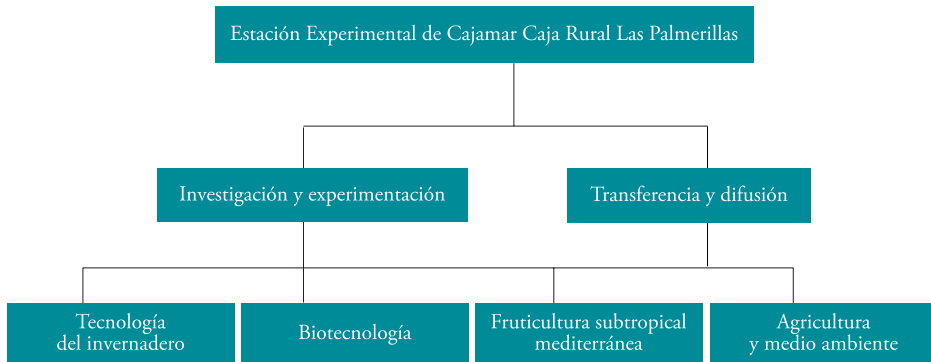 Estación Experimental de Cajamar Caja Rural Las Palmerillas
Investigación y experimentación
Transferencia y difusión
Tecnología
del invernadero
Biotecnología
Fruticultura subtropical
mediterránea
Agricultura
y medio ambiente